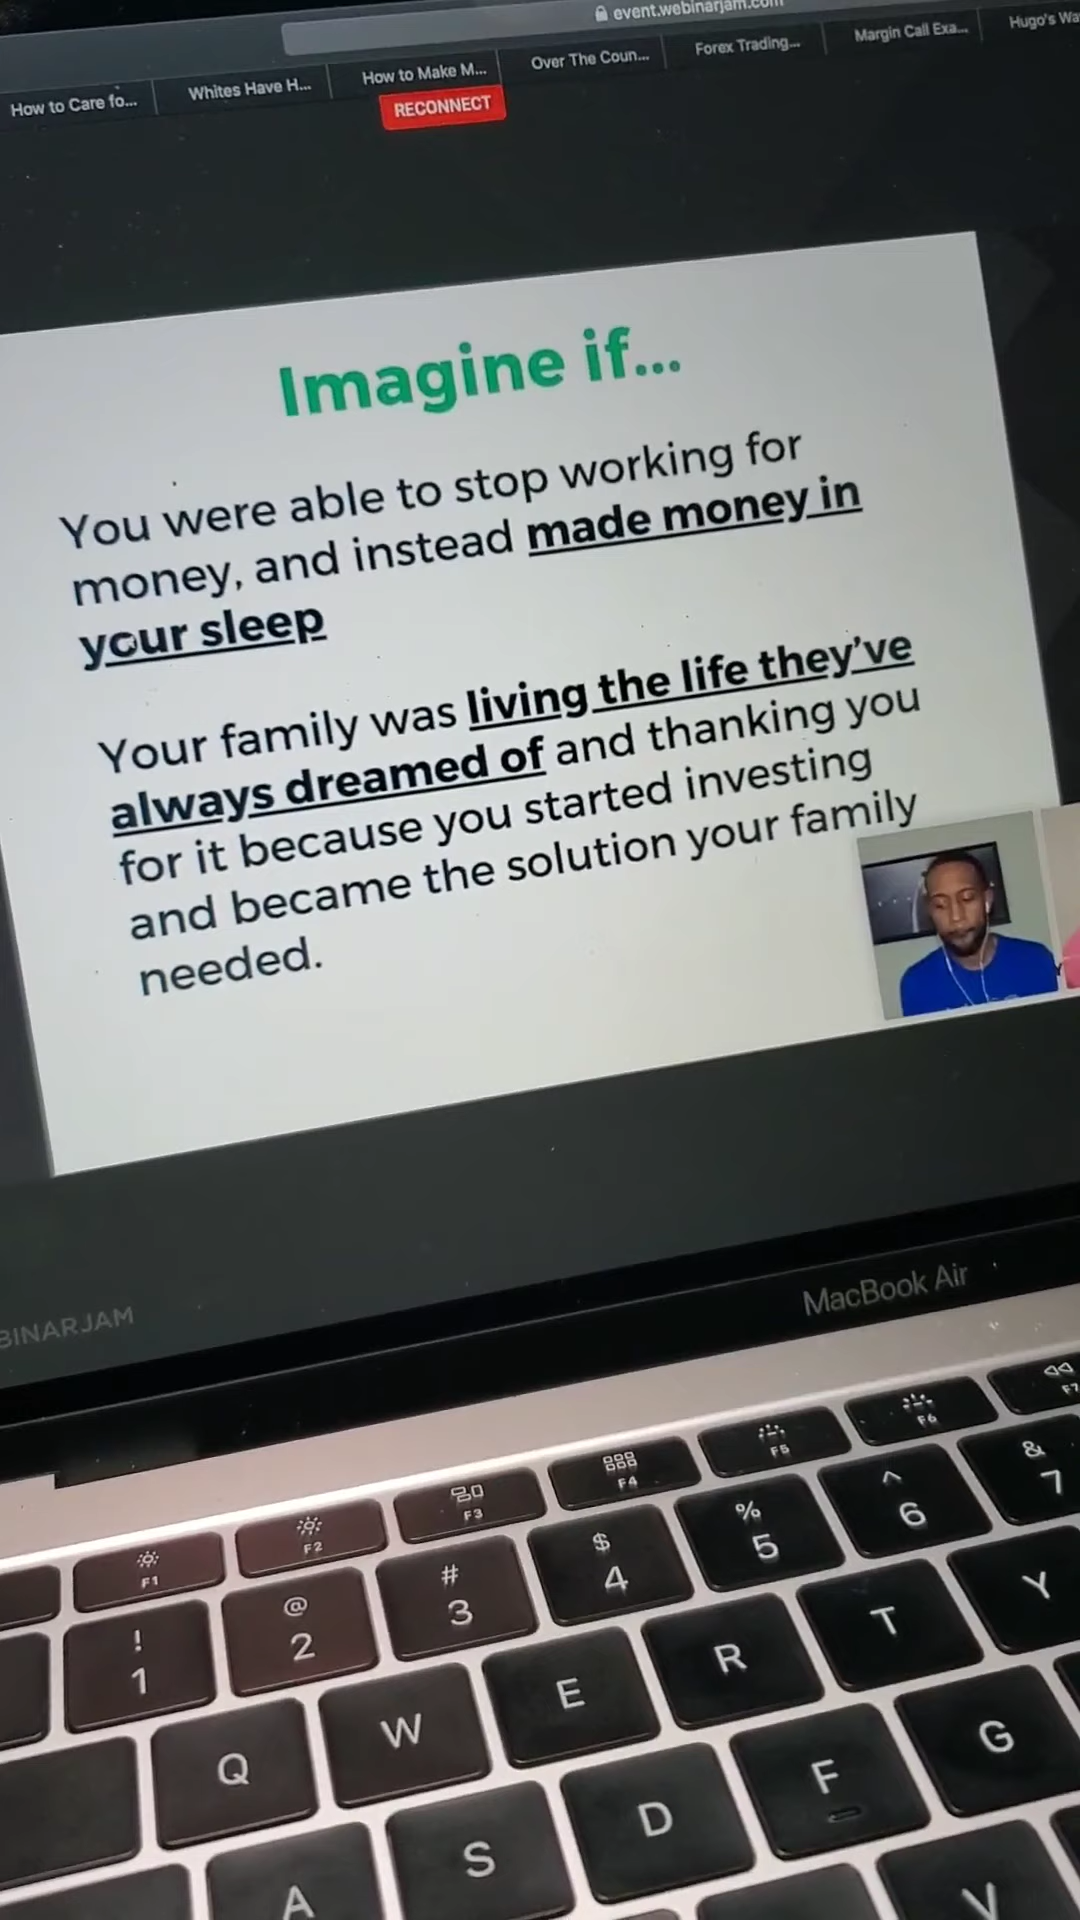 event.webinarjam.com
How to Care fo...
Whites Have H...
How to Make M...
Over The Coun...
Forex Trading...
Margin Call Exa...
Hugo's Wa
RECONNECT
Imagine if...
You were able to stop working for
money, and instead made money in
your sleep
Your family was living the life they've
always dreamed of and thanking you
for it because you started investing
and became the solution your family
needed.
BINARJAM
MacBook Air
F1
F2
F3
F4
F5
F6
F7
! 1
@ 2
# 3
$ 4
% 5
^ 6
& 7
Q
W
E
R
T
Y
A
S
D
F
G
V